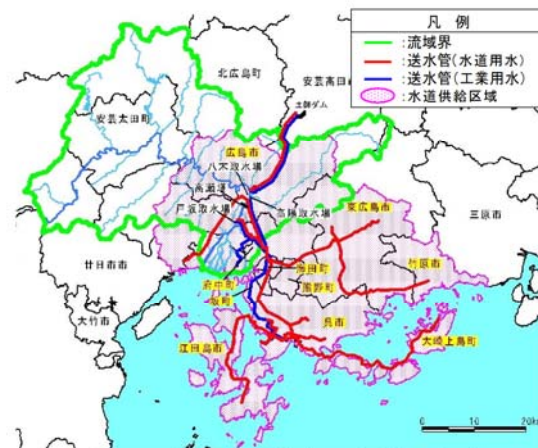 凡 例
:流域界
:送水管(水道用水)
:送水管(工業用水)
:水道供給区域
北広島町
安芸高田
土師ダム
安芸太田町
広島市
八木取水場
高瀬堰
戸坂取水場
高陽取水場
東広島市
三原市
廿日市市
海田町
竹原市
府中町
熊野町
坂町
大竹市
呉市
江田島市
大崎上島町
0 10 20km